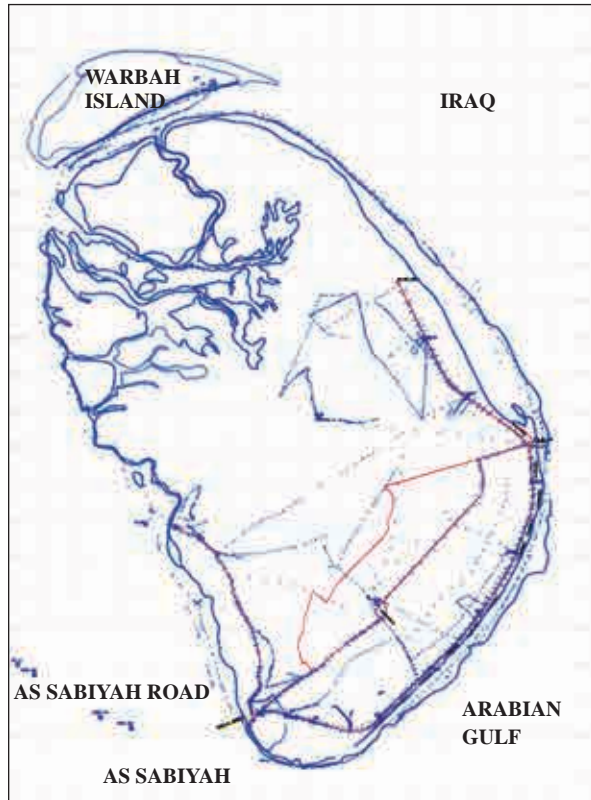 WARBAH
ISLAND
IRAQ
AS SABIYAH ROAD
ARABIAN
GULF
AS SABIYAH